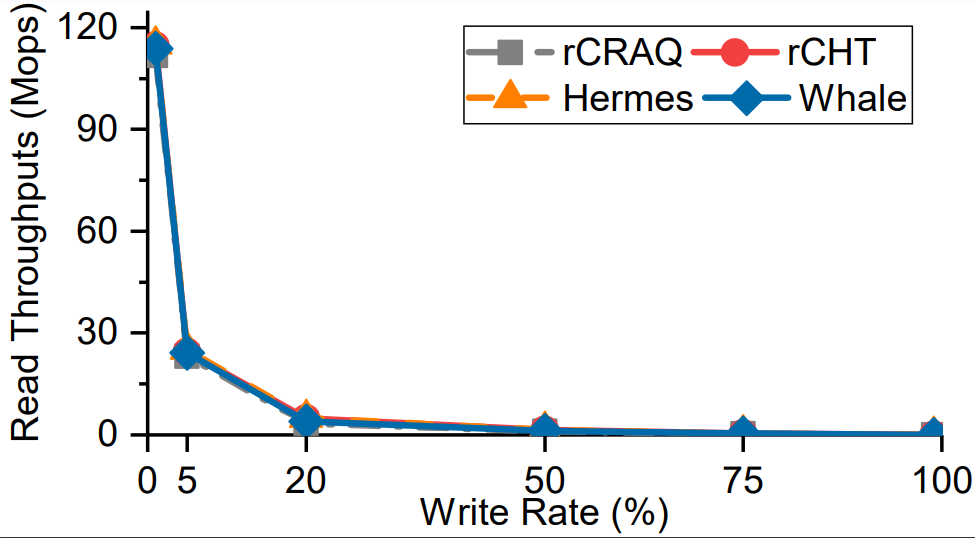 Read Throughputs (Mops)
120
90
60
30
0
rCRAQ rCHT
Hermes Whale
0 5 20 50 75 100
Write Rate (%)